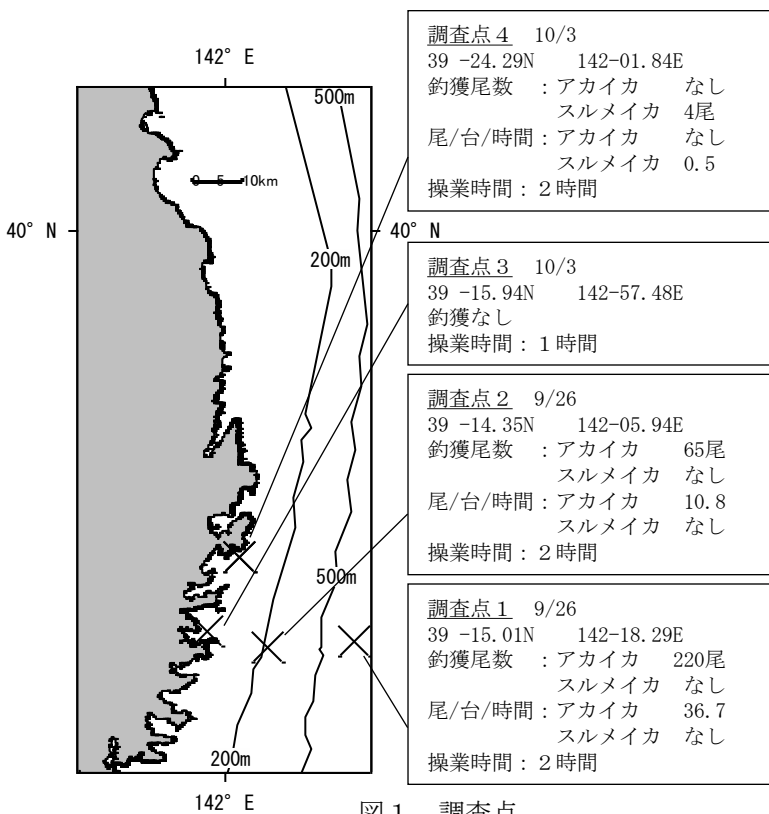 142° E
500m
0 5 10km
40° N
40° N
200m
500m
200m
142° E
調査点４ 10/3
39 -24.29N 142-01.84E
釣獲尾数 ：アカイカ なし
スルメイカ 4尾
尾/台/時間：アカイカ なし
スルメイカ 0.5
操業時間：２時間
調査点３ 10/3
39 -15.94N 142-57.48E
釣獲なし
操業時間：１時間
調査点２ 9/26
39 -14.35N 142-05.94E
釣獲尾数 ：アカイカ 65尾
スルメイカ なし
尾/台/時間：アカイカ 10.8
スルメイカ なし
操業時間：２時間
調査点１ 9/26
39 -15.01N 142-18.29E
釣獲尾数 ：アカイカ 220尾
スルメイカ なし
尾/台/時間：アカイカ 36.7
スルメイカ なし
操業時間：２時間
図１ 調査点